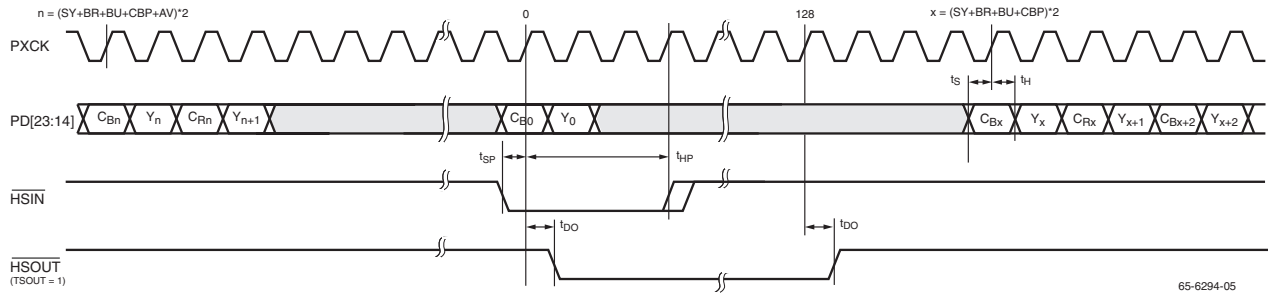 n = (SY+BR+BU+CBP+AV)*2 0 128 x = (SY+BR+BU+CBP)*2
PXCK
tS tH
PD[23:14] CBn Yn CRn Yn+1 CB0 Y0 CBx Yx CRx Yx+1 CBx+2 Yx+2
tSP tHP
HSIN
tDO tDO
HSOUT
(TSOUT = 1)
65-6294-05